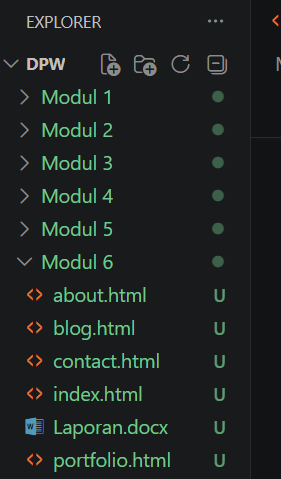 EXPLORER
DPW
Modul 1
Modul 2
Modul 3
Modul 4
Modul 5
Modul 6
about.html U
blog.html U
contact.html U
index.html U
Laporan.docx U
portfolio.html U